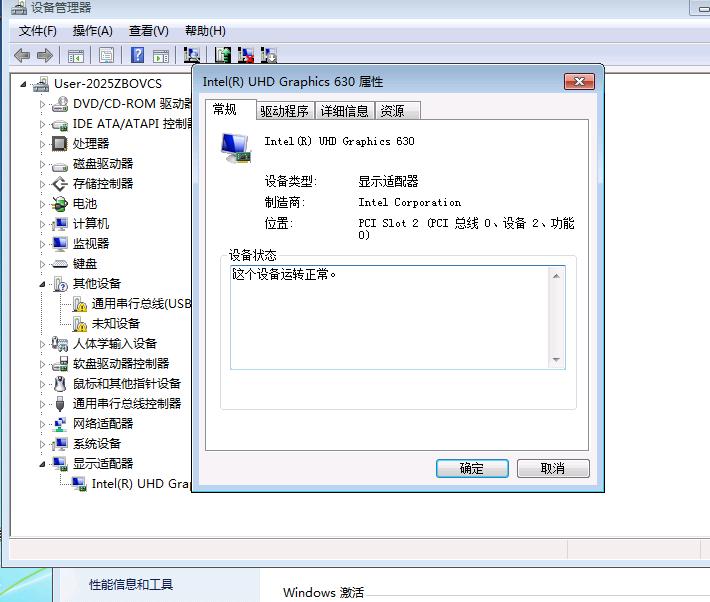 设备管理器
文件(F) 操作(A) 查看(V) 帮助(H)
User-2025ZBOVCS
DVD/CD-ROM 驱动
IDE ATA/ATAPI 控制
处理器
磁盘驱动器
存储控制器
电池
计算机
监视器
键盘
其他设备
通用串行总线(USB
未知设备
人体学输入设备
软盘驱动器控制器
鼠标和其他指针设备
通用串行总线控制器
网络适配器
系统设备
显示适配器
Intel(R) UHD Gra
Intel(R) UHD Graphics 630 属性
常规 驱动程序 详细信息 资源
Intel(R) UHD Graphics 630
设备类型: 显示适配器
制造商: Intel Corporation
位置: PCI Slot 2 (PCI 总线 0、设备 2、功能
0)
设备状态
这个设备运转正常。
确定 取消
性能信息和工具
Windows 激活